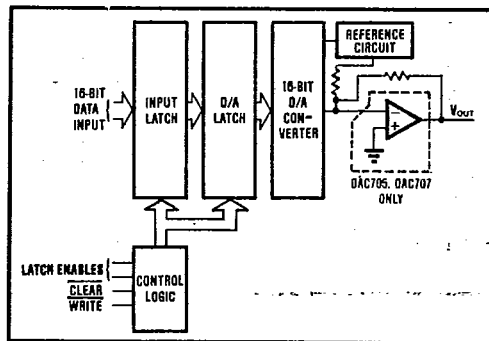 REFERENCE
CIRCUIT
16-BIT
DATA
INPUT
INPUT
LATCH
D/A
LATCH
16-BIT
D/A
CON-
VERTER
VOUT
DAC705, DAC707
ONLY
LATCH ENABLES
CLEAR
WRITE
CONTROL
LOGIC